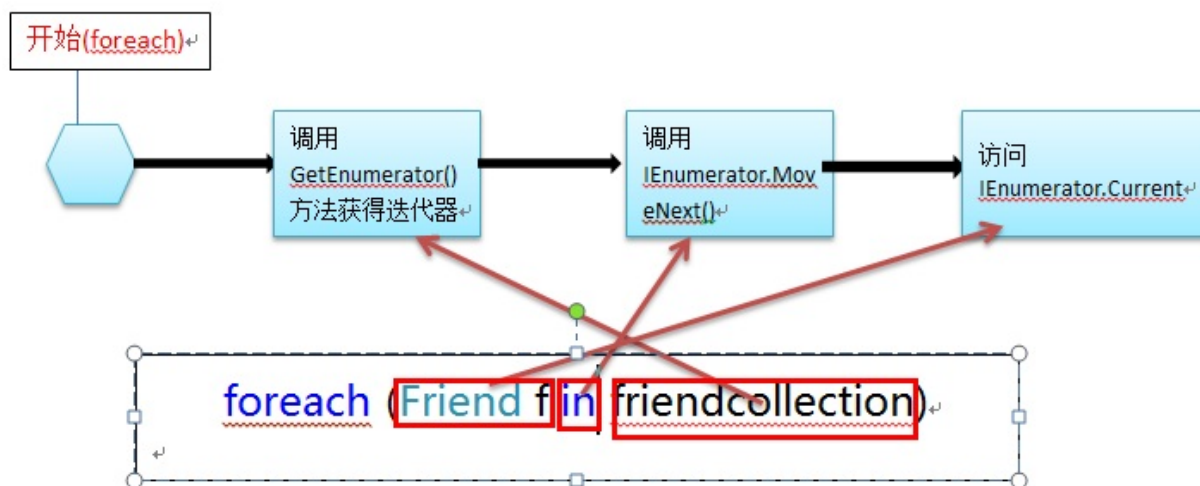 开始(foreach)
调用
GetEnumerator()
方法获得迭代器
调用
IEnumerator.Mov
eNext()
访问
IEnumerator.Current
foreach (Friend f in friendcollection)